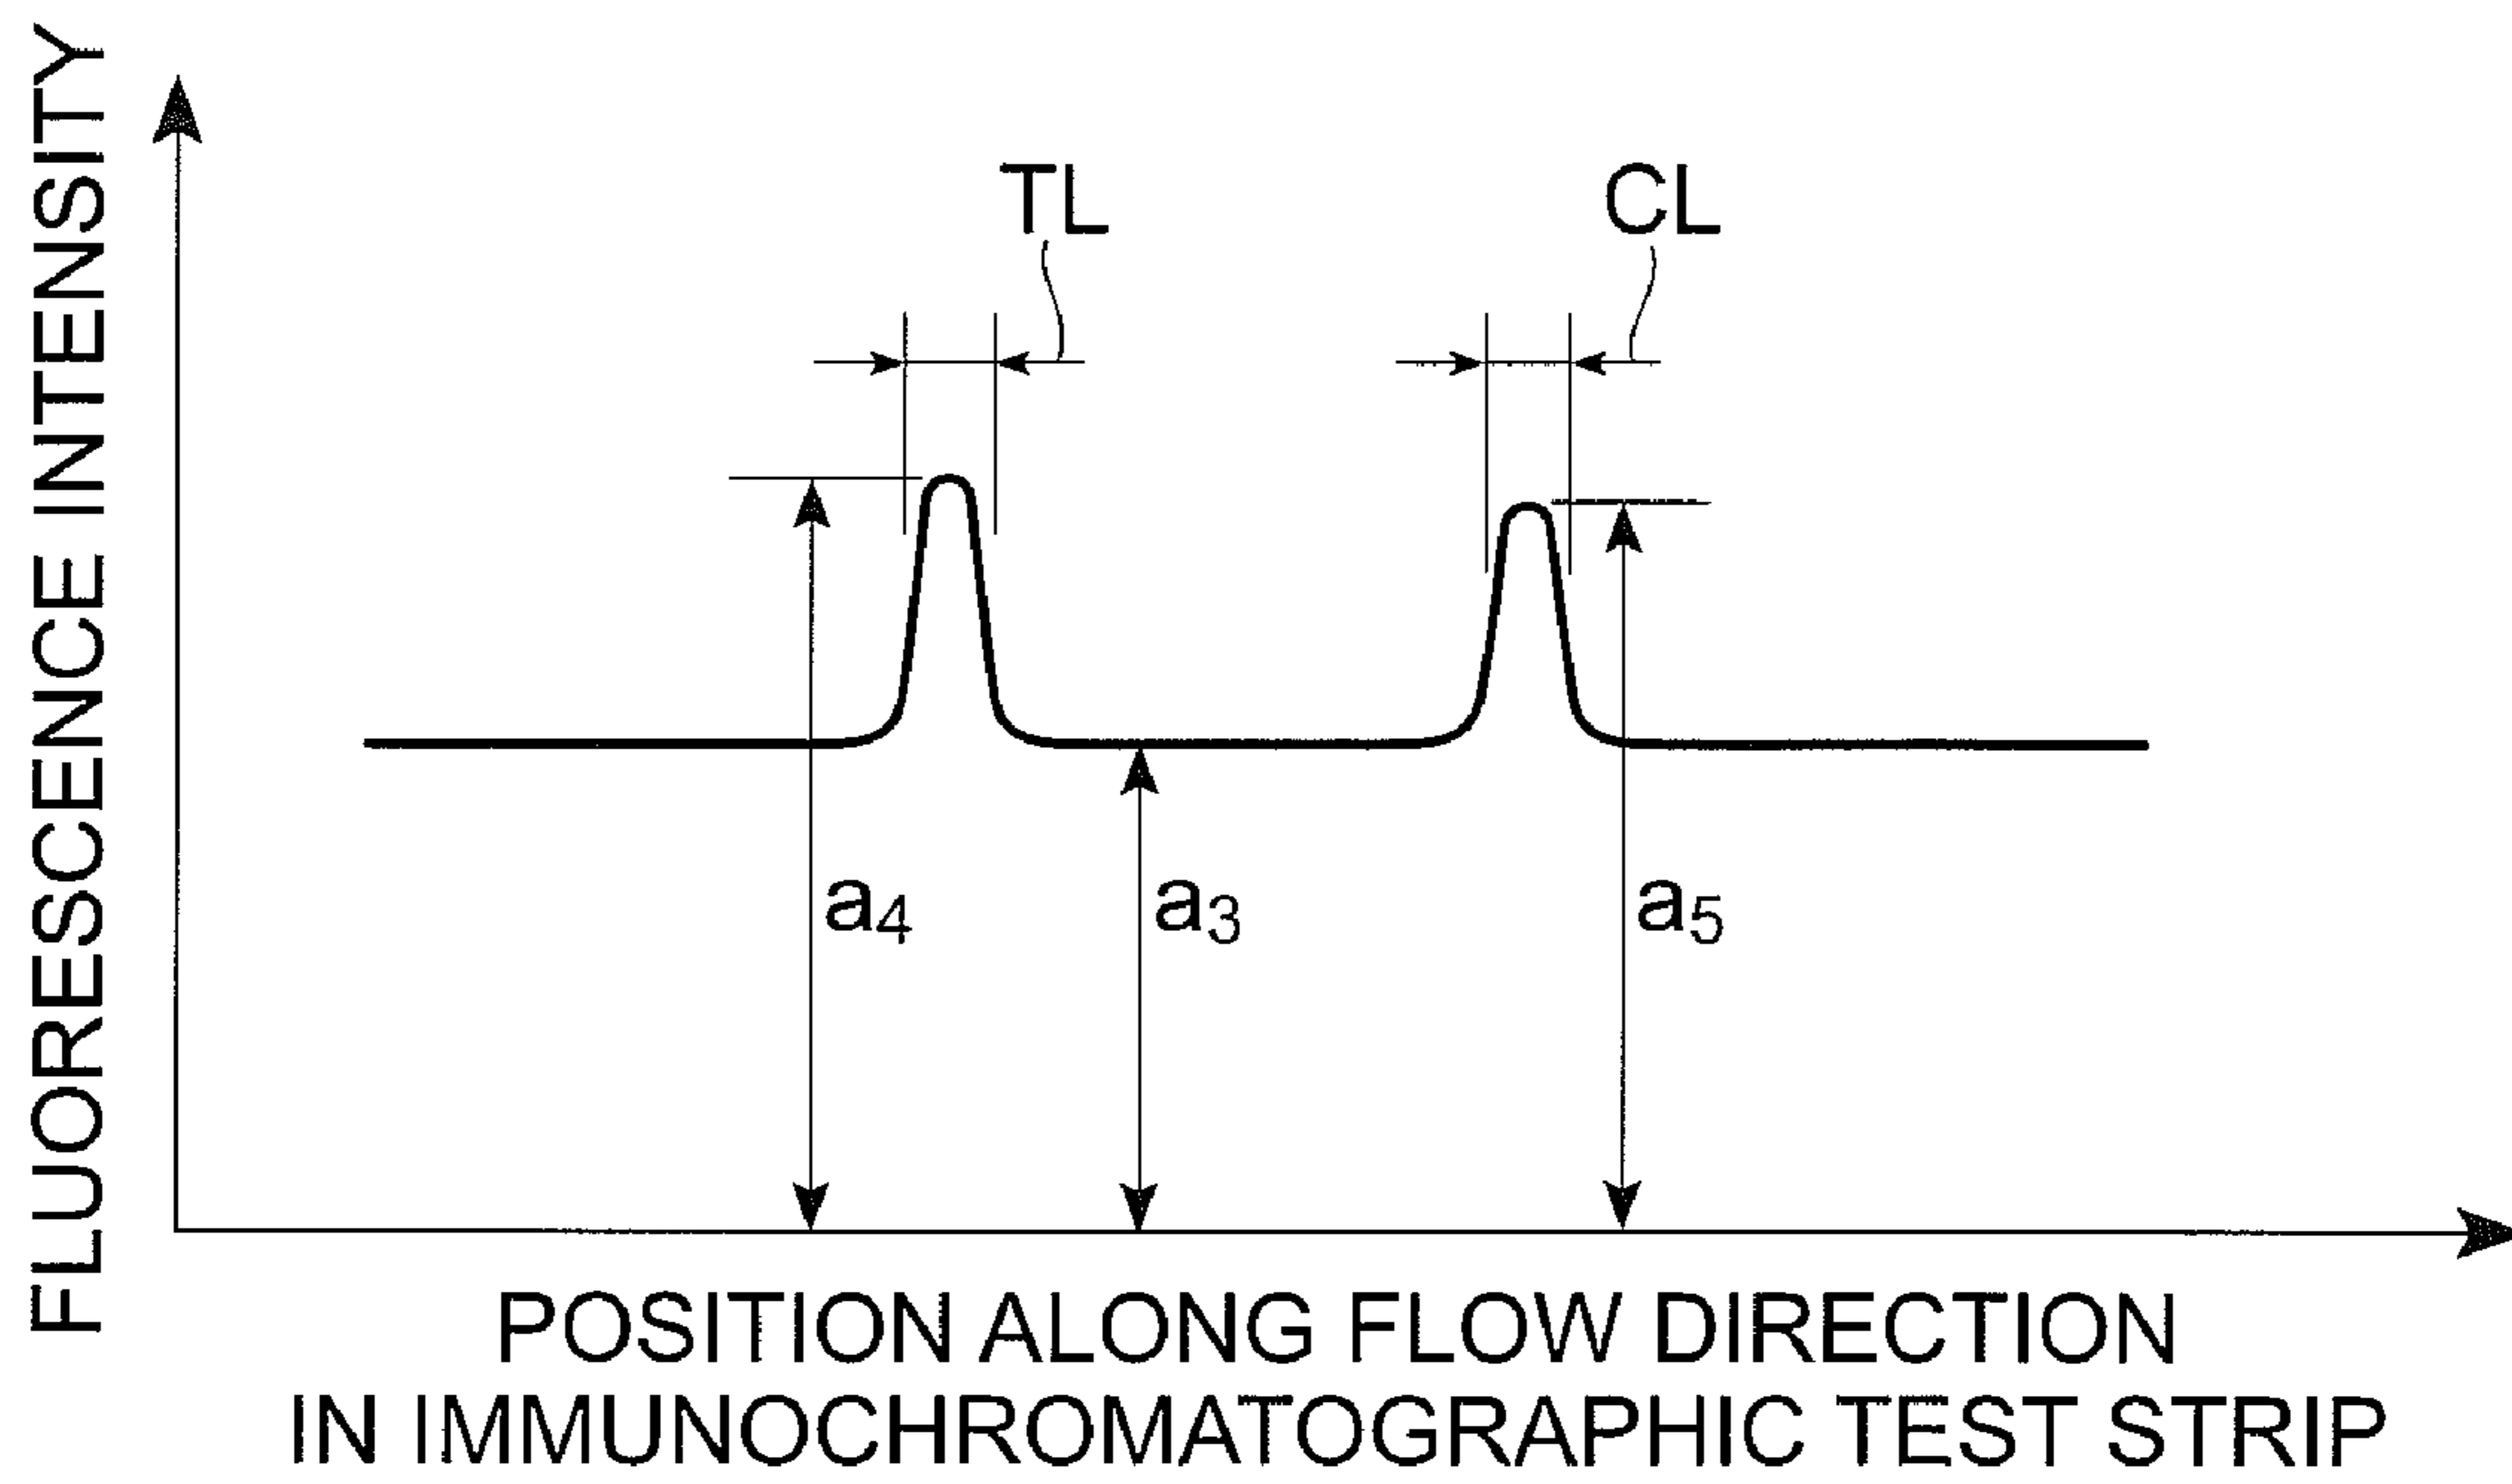 FLUORESCENCE INTENSITY
TL
CL
a4
a3
a5
POSITION ALONG FLOW DIRECTION
IN IMMUNOCHROMATOGRAPHIC TEST STRIP